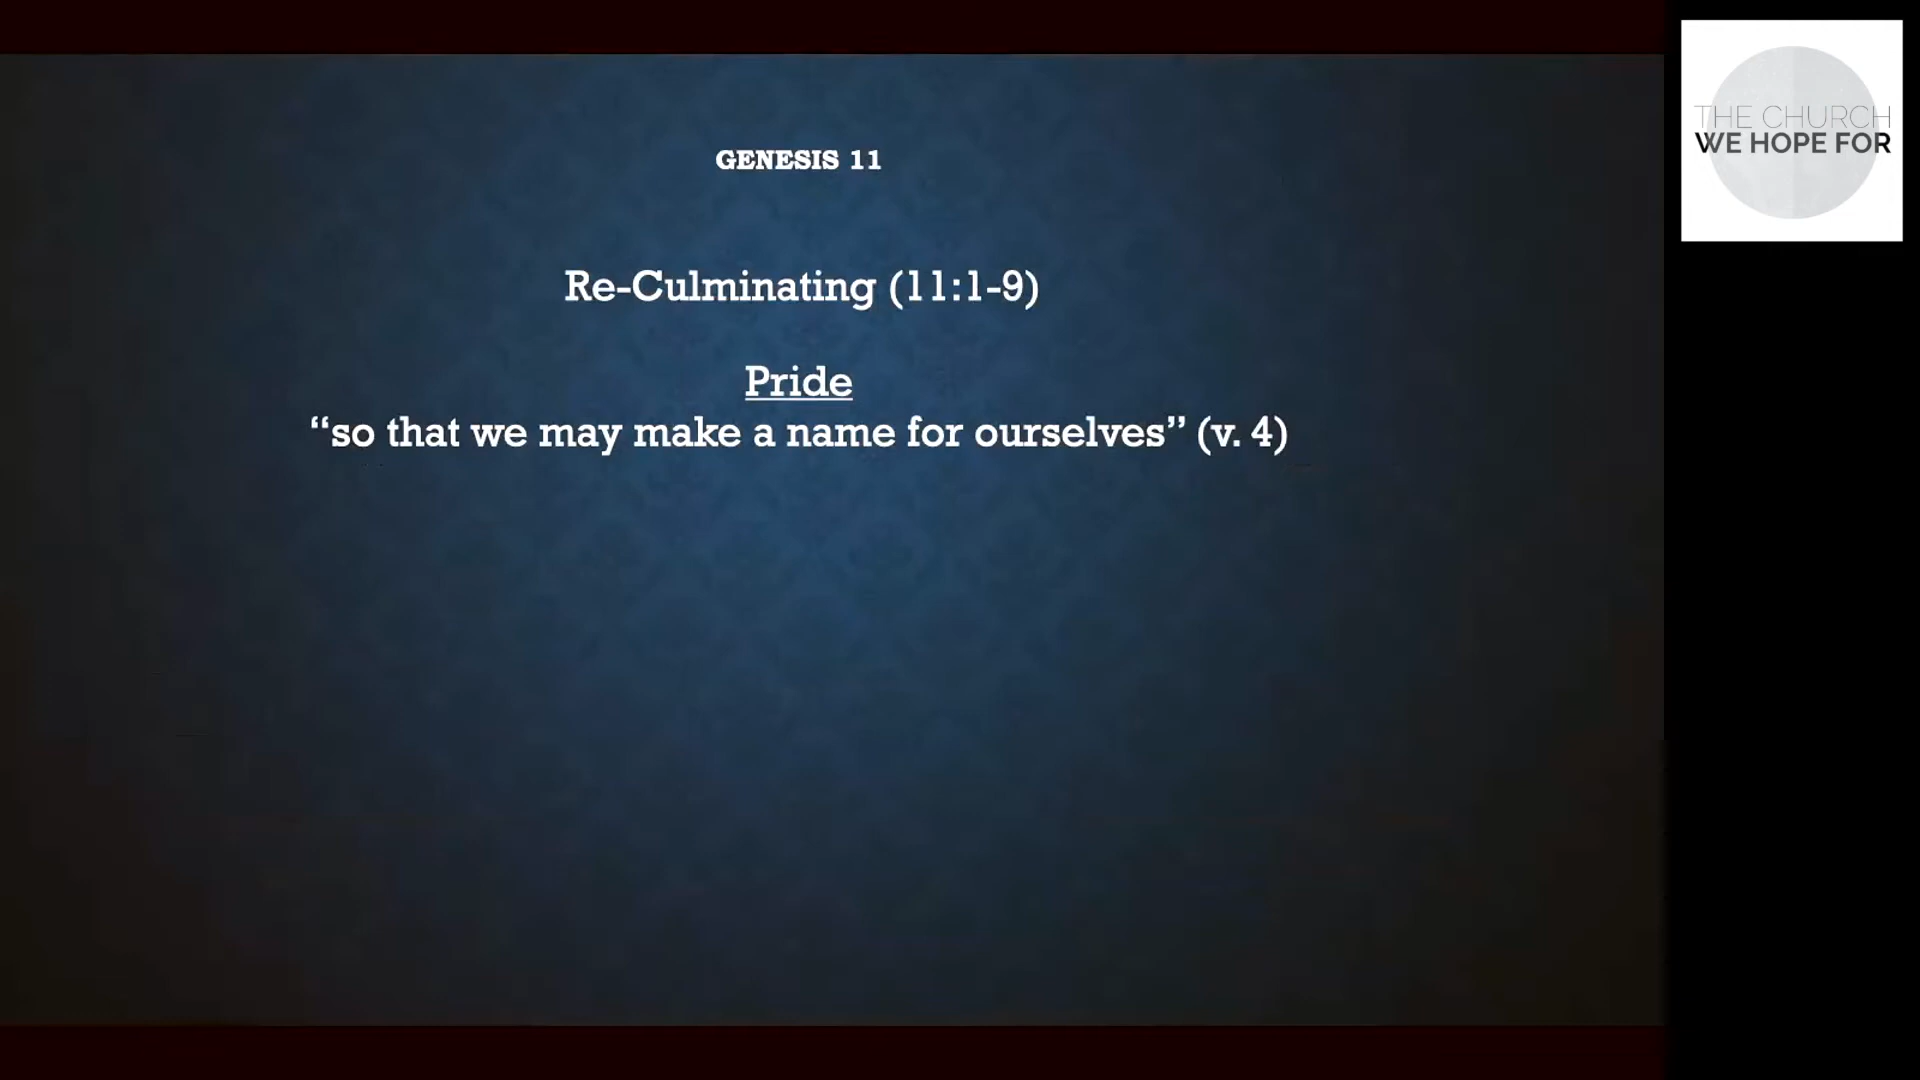 GENESIS 11
Re-Culminating (11:1-9)
Pride
“so that we may make a name for ourselves” (v. 4)
THE CHURCH
WE HOPE FOR